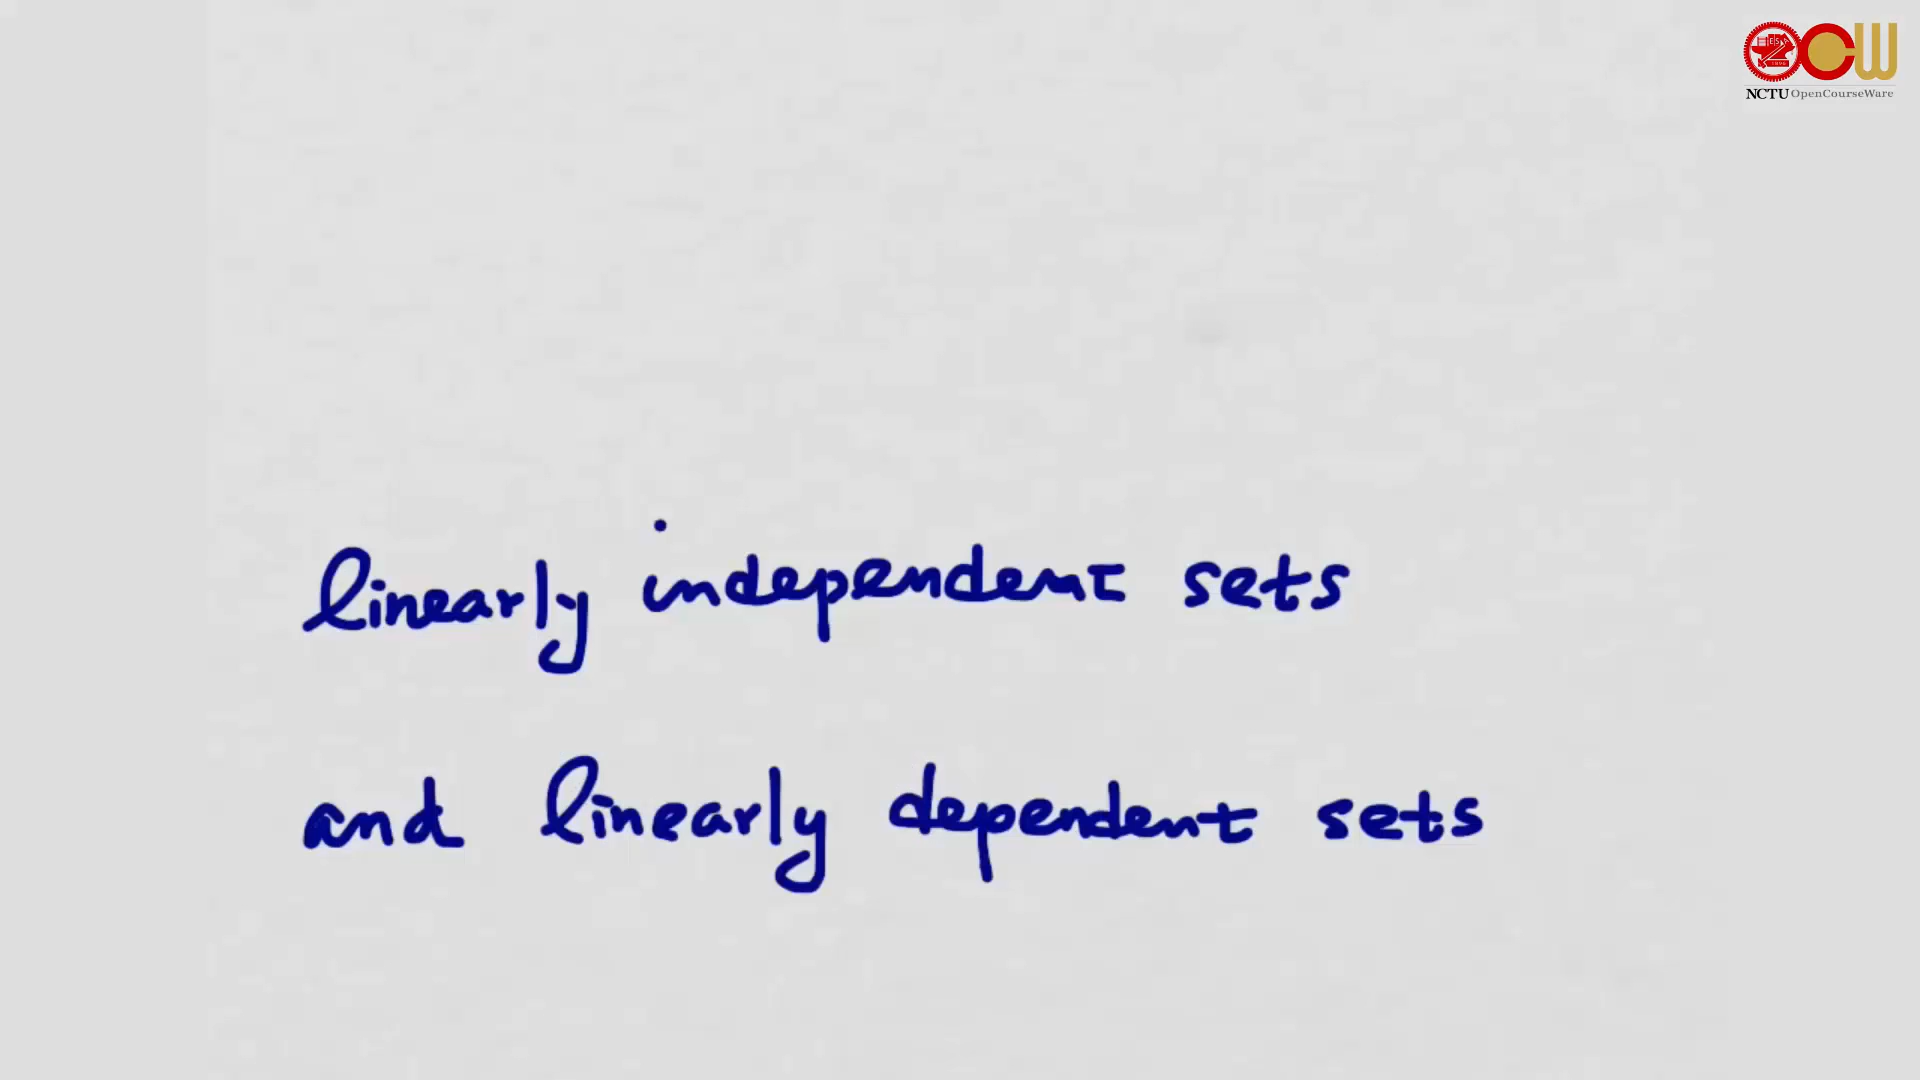 NCTU OpenCourseWare
linearly independent sets
and linearly dependent sets